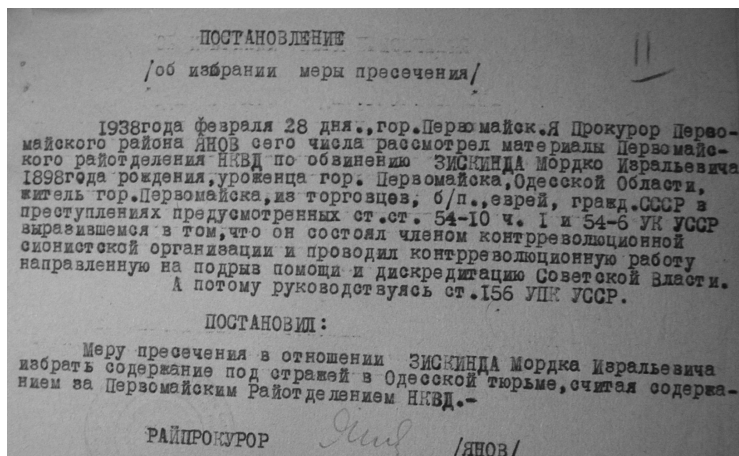 II
ПОСТАНОВЛЕНИЕ
/об избрании меры пресечения/
1938года февраля 28 дня.,гор.Первомайск.Я Прокурор Перво-
майского района ЯНОВ сего числа рассмотрел материалы Первомайс-
кого райотделения НКВД по обвинению ЗИСКИНДА Мордко Изральевича
1898года рождения,уроженца гор. Первомайска,Одесской Области,
житель гор.Первомайска,из торговцев, б/п.,еврей, гражд.СССР в
преступлениях предусмотренных ст.ст. 54-10 ч. I и 54-6 УК УССР
выразившемся в том,что он состоял членом контрреволюционной
сионистской организации и проводил контрреволюционную работу
направленную на подрыв помощи и дискредитацию Советской Власти.
А потому руководствуясь ст.156 УПК УССР.
ПОСТАНОВИЛ:
Меру пресечения в отношении ЗИСКИНДА Мордка Изральевича
избрать содержание под стражей в Одесской тюрьме,считая содержа-
нием за Первомайским Райотделением НКВД.-
РАЙПРОКУРОР /ЯНОВ/